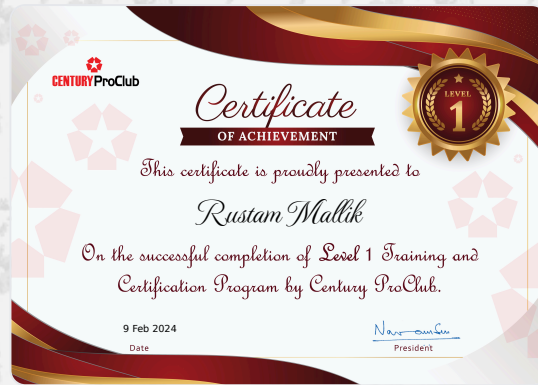 CENTURY ProClub
Certificate
OF ACHIEVEMENT
LEVEL
1
This certificate is proudly presented to
Rustam Mallik
On the successful completion of Level 1 Training and
Certification Program by Century ProClub.
9 Feb 2024
Date
President